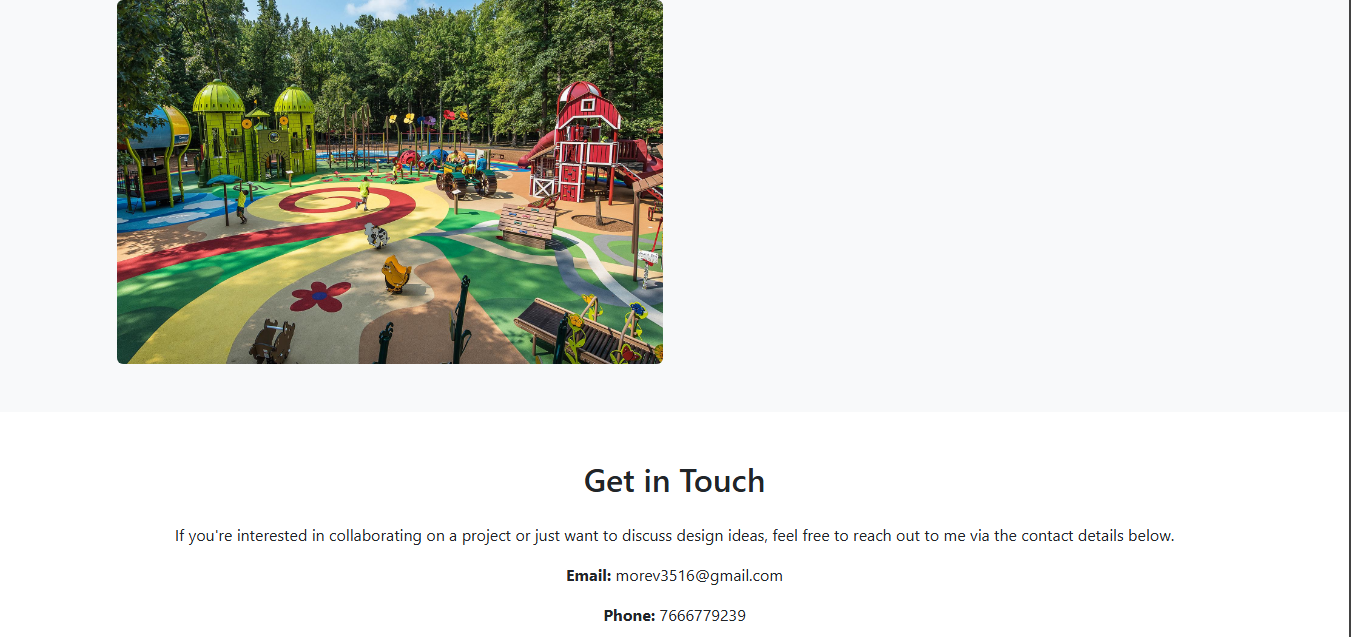 Get in Touch
If you're interested in collaborating on a project or just want to discuss design ideas, feel free to reach out to me via the contact details below.
Email: morev3516@gmail.com
Phone: 7666779239